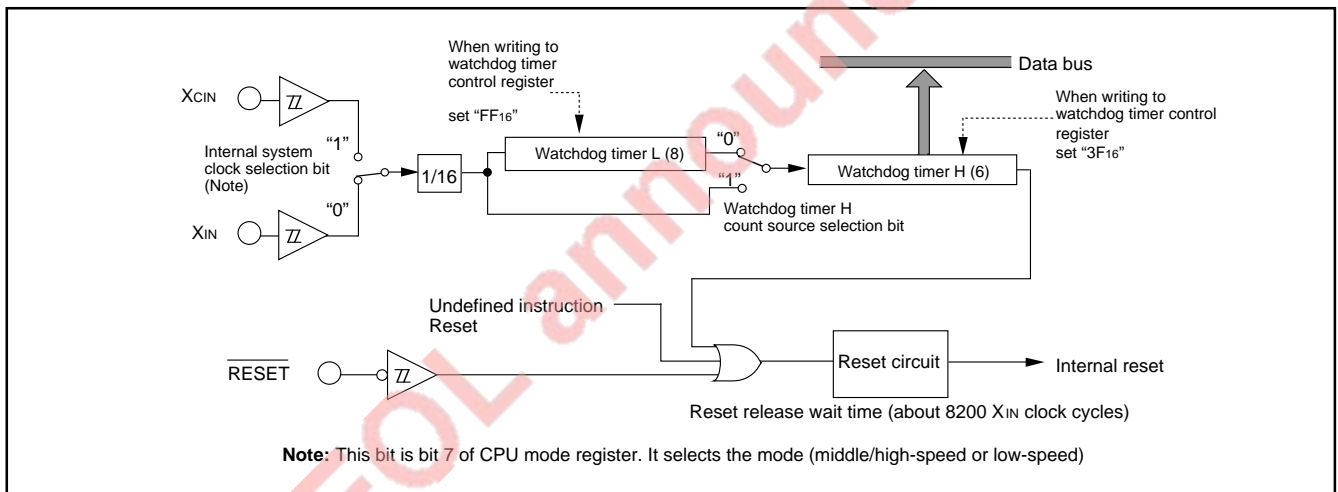 When writing to
watchdog timer
control register
set “FF16”
Data bus
When writing to
watchdog timer control
register
set “3F16”
XCIN
“1”
Internal system
clock selection bit
(Note)
“0”
XIN
1/16
Watchdog timer L (8)
“0”
“1”
Watchdog timer H
count source selection bit
Watchdog timer H (6)
Undefined instruction
Reset
RESET
Reset circuit
Internal reset
Reset release wait time (about 8200 XIN clock cycles)
Note: This bit is bit 7 of CPU mode register. It selects the mode (middle/high-speed or low-speed)
EOL announ